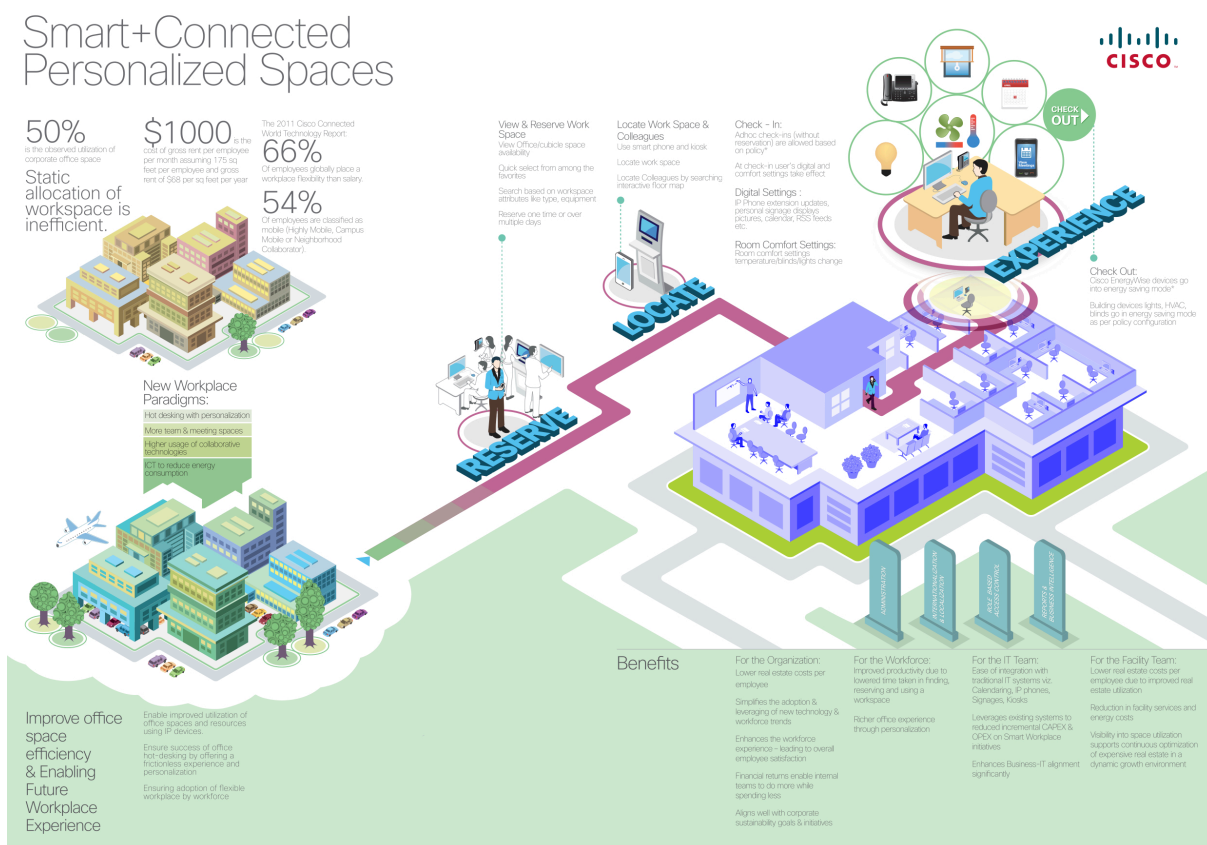 Smart+Connected
Personalized Spaces
CISCO
50%
is the observed utilization of
corporate office space
Static
allocation of
workspace is
inefficient.
$1000 is the
cost of gross rent per employee
per month assuming 175 sq
feet per employee and gross
rent of $68 per sq feet per year
The 2011 Cisco Connected
World Technology Report:
66%
Of employees globally place a
workplace flexibility than salary.
54%
Of employees are classified as
mobile (Highly Mobile, Campus
Mobile or Neighborhood
Collaborator).
View & Reserve Work
Space
View Office/cubicle space
availability
Quick select from among the
favorites
Search based on workspace
attributes like type, equipment
Reserve one time or over
multiple days
Locate Work Space &
Colleagues
Use smart phone and kiosk
Locate work space
Locate Colleagues by searching
interactive floor map
Check - In:
Adhoc check-ins (without
reservation*) are allowed based
on policy*
At check-in user's digital and
comfort settings take effect
Digital Settings :
IP Phone extension updates,
personal signage displays
pictures, calendar, RSS feeds
etc.
Room Comfort Settings:
Room comfort settings
temperature/blinds/lights change
CHECK
OUT
EXPERIENCE
Check Out:
Cisco EnergyWise devices go
into energy saving mode*
Building devices lights, HVAC,
blinds go in energy saving mode
as per policy configuration
LOCATE
RESERVE
New Workplace
Paradigms:
Hot desking with personalization
More team & meeting spaces
Higher usage of collaborative
technologies
ICT to reduce energy
consumption
ADMINISTRATION
INTERNATIONALIZATION
& LOCALIZATION
ROLE-BASED
ACCESS CONTROL
REPORTS &
BUSINESS INTELIGENCE
Improve office
space
efficiency
& Enabling
Future
Workplace
Experience
Enable improved utilization of
office spaces and resources
using IP devices.
Ensure success of office
hot-desking by offering a
frictionless experience and
personalization
Ensuring adoption of flexible
workplace by workforce
Benefits
For the Organization:
Lower real estate costs per
employee
Simplifies the adoption &
leveraging of new technology &
workforce trends
Enhances the workforce
experience – leading to overall
employee satisfaction
Financial returns enable internal
teams to do more while
spending less
Aligns well with corporate
sustainability goals & initiatives
For the Workforce:
Improved productivity due to
lowered time taken in finding,
reserving and using a
workspace
Richer office experience
through personalization
For the IT Team:
Ease of integration with
traditional IT systems viz.
Calendaring, IP phones,
Signages, Kiosks
Leverages existing systems to
reduced incremental CAPEX &
OPEX on Smart Workplace
initiatives
Enhances Business-IT alignment
significantly
For the Facility Team:
Lower real estate costs per
employee due to improved real
estate utilization
Reduction in facility services and
energy costs
Visibility into space utilization
supports continuous optimization
of expensive real estate in a
dynamic growth environment